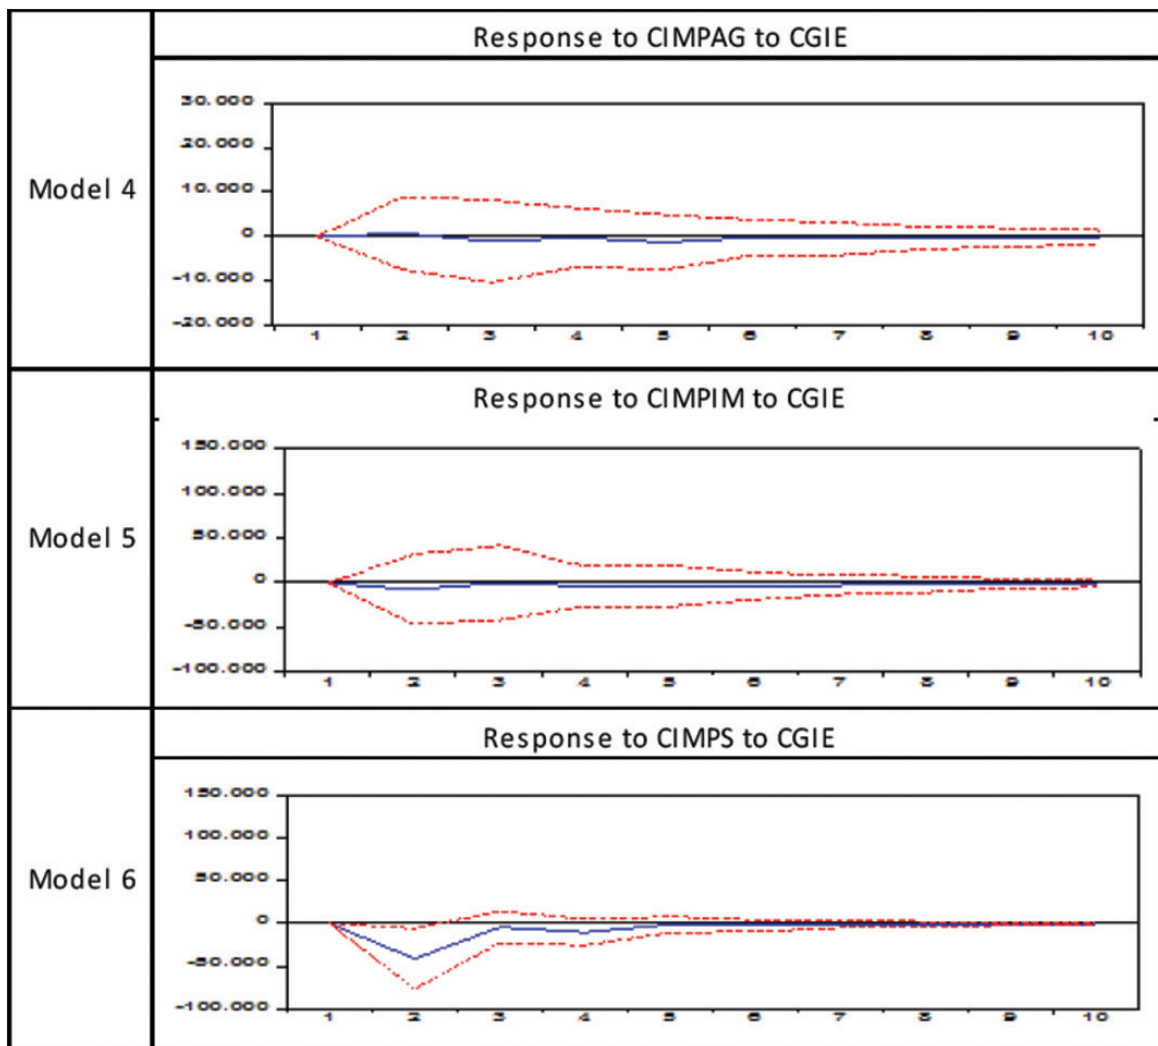 Response to CIMPAG to CGIE
Model 4
30.000
20.000
10.000
0
-10.000
-20.000
1 2 3 4 5 6 7 8 9 10
Response to CIMPIM to CGIE
Model 5
150.000
100.000
50.000
0
-50.000
-100.000
1 2 3 4 5 6 7 8 9 10
Response to CIMPS to CGIE
Model 6
150.000
100.000
50.000
0
-50.000
-100.000
1 2 3 4 5 6 7 8 9 10